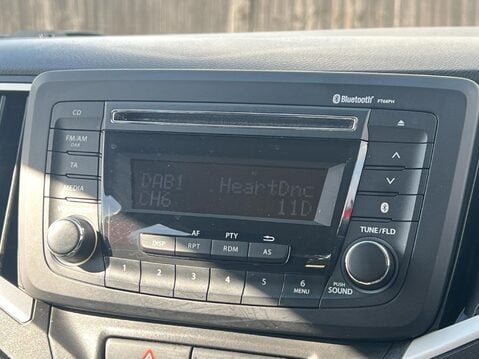 Bluetooth FT66PH
CD
FM/AM
DAB
TA
MEDIA
DAB1 HeartDnc
CH6 11D
AF PTY
DISP RPT RDM AS
1 2 3 4 5 6
MENU
PUSH
SOUND
TUNE/FLD